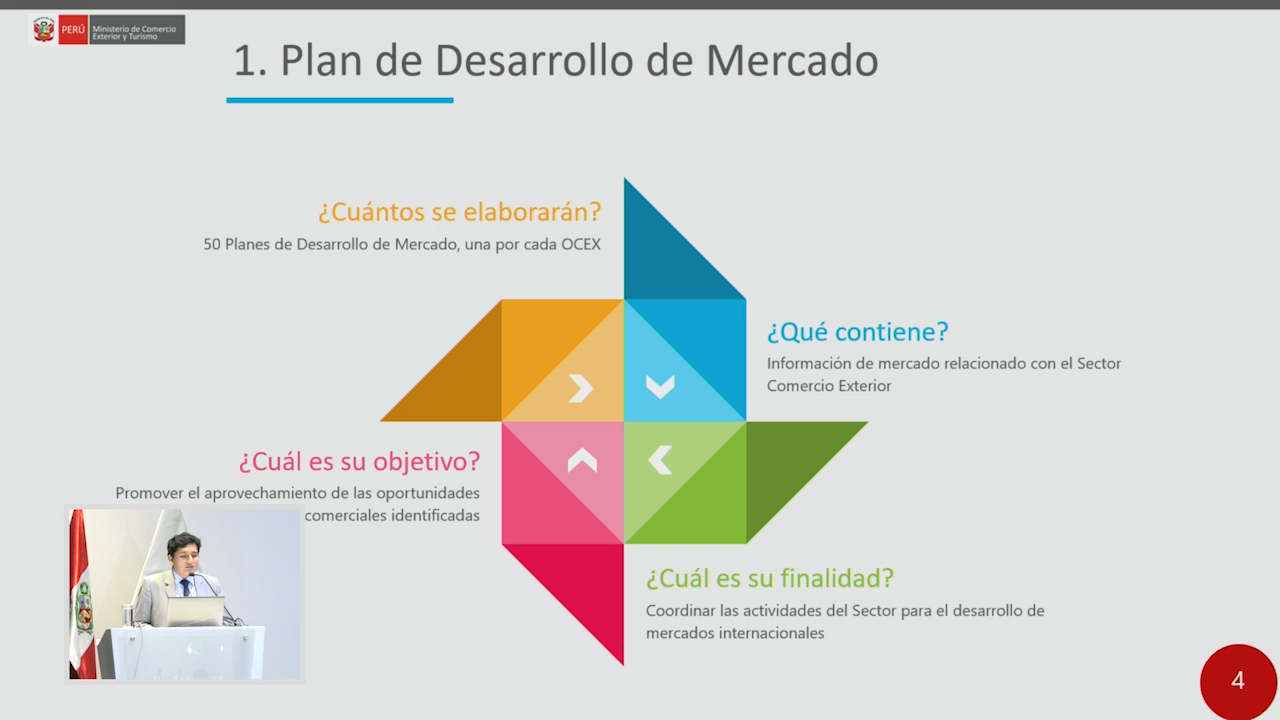 PERÚ
Ministerio de Comercio
Exterior y Turismo
1. Plan de Desarrollo de Mercado
¿Cuántos se elaborarán?
50 Planes de Desarrollo de Mercado, una por cada OCEX
¿Qué contiene?
Información de mercado relacionado con el Sector
Comercio Exterior
¿Cuál es su objetivo?
Promover el aprovechamiento de las oportunidades
comerciales identificadas
¿Cuál es su finalidad?
Coordinar las actividades del Sector para el desarrollo de
mercados internacionales
4